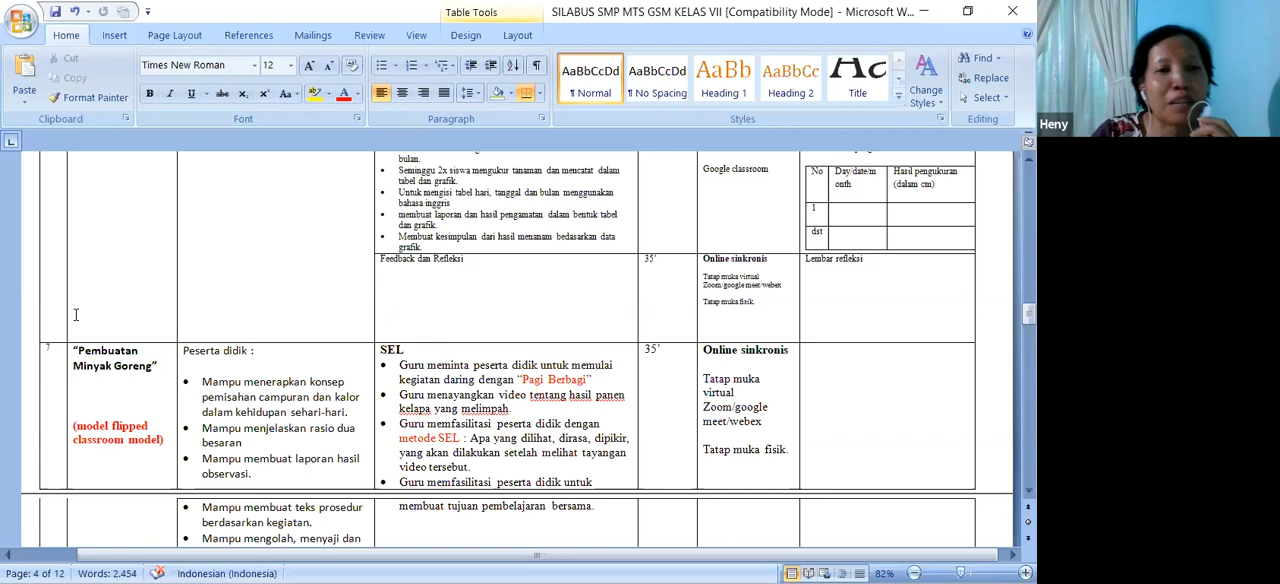 Table Tools
SILABUS SMP MTS GSM KELAS VII [Compatibility Mode] - Microsoft W...
Home
Insert
Page Layout
References
Mailings
Review
View
Design
Layout
Paste
Cut
Copy
Format Painter
Clipboard
Times New Roman
12
Font
Paragraph
AaBbCcDd
¶ Normal
AaBbCcDd
¶ No Spacing
AaBb
Heading 1
AaBbCc
Heading 2
AaBbC
Title
Change
Styles
Styles
Find
Replace
Select
Editing
Heny
bulan.
• Seminggu 2x siswa mengukur tanaman dan mencatat dalam
tabel dan grafik.
• Untuk mengisi tabel hari, tanggal dan bulan menggunakan
bahasa inggris
• membuat laporan dan hasil pengamatan dalam bentuk tabel
dan grafik.
• Membuat kesimpulan dari hasil menanam bedasarkan data
grafik.
Google classroom
No
Day/date/m
onth
Hasil pengukuran
(dalam cm)
1
dst
Feedback dan Refleksi
35'
Online sinkronis
Tatap muka virtual
Zoom/google meet/webex
Tatap muka fisik.
Lembar refleksi
7
“Pembuatan
Minyak Goreng”
(model flipped
classroom model)
Peserta didik :
• Mampu menerapkan konsep
pemisahan campuran dan kalor
dalam kehidupan sehari-hari.
• Mampu menjelaskan rasio dua
besaran
• Mampu membuat laporan hasil
observasi.
SEL
• Guru meminta peserta didik untuk memulai
kegiatan daring dengan “Pagi Berbagi”
• Guru menayangkan video tentang hasil panen
kelapa yang melimpah.
• Guru memfasilitasi peserta didik dengan
metode SEL : Apa yang dilihat, dirasa, dipikir,
yang akan dilakukan setelah melihat tayangan
video tersebut.
• Guru memfasilitasi peserta didik untuk
35'
Online sinkronis
Tatap muka
virtual
Zoom/google
meet/webex
Tatap muka fisik.
• Mampu membuat teks prosedur
berdasarkan kegiatan.
• Mampu mengolah, menyaji dan
membuat tujuan pembelajaran bersama.
Page: 4 of 12
Words: 2.454
Indonesian (Indonesia)
82%